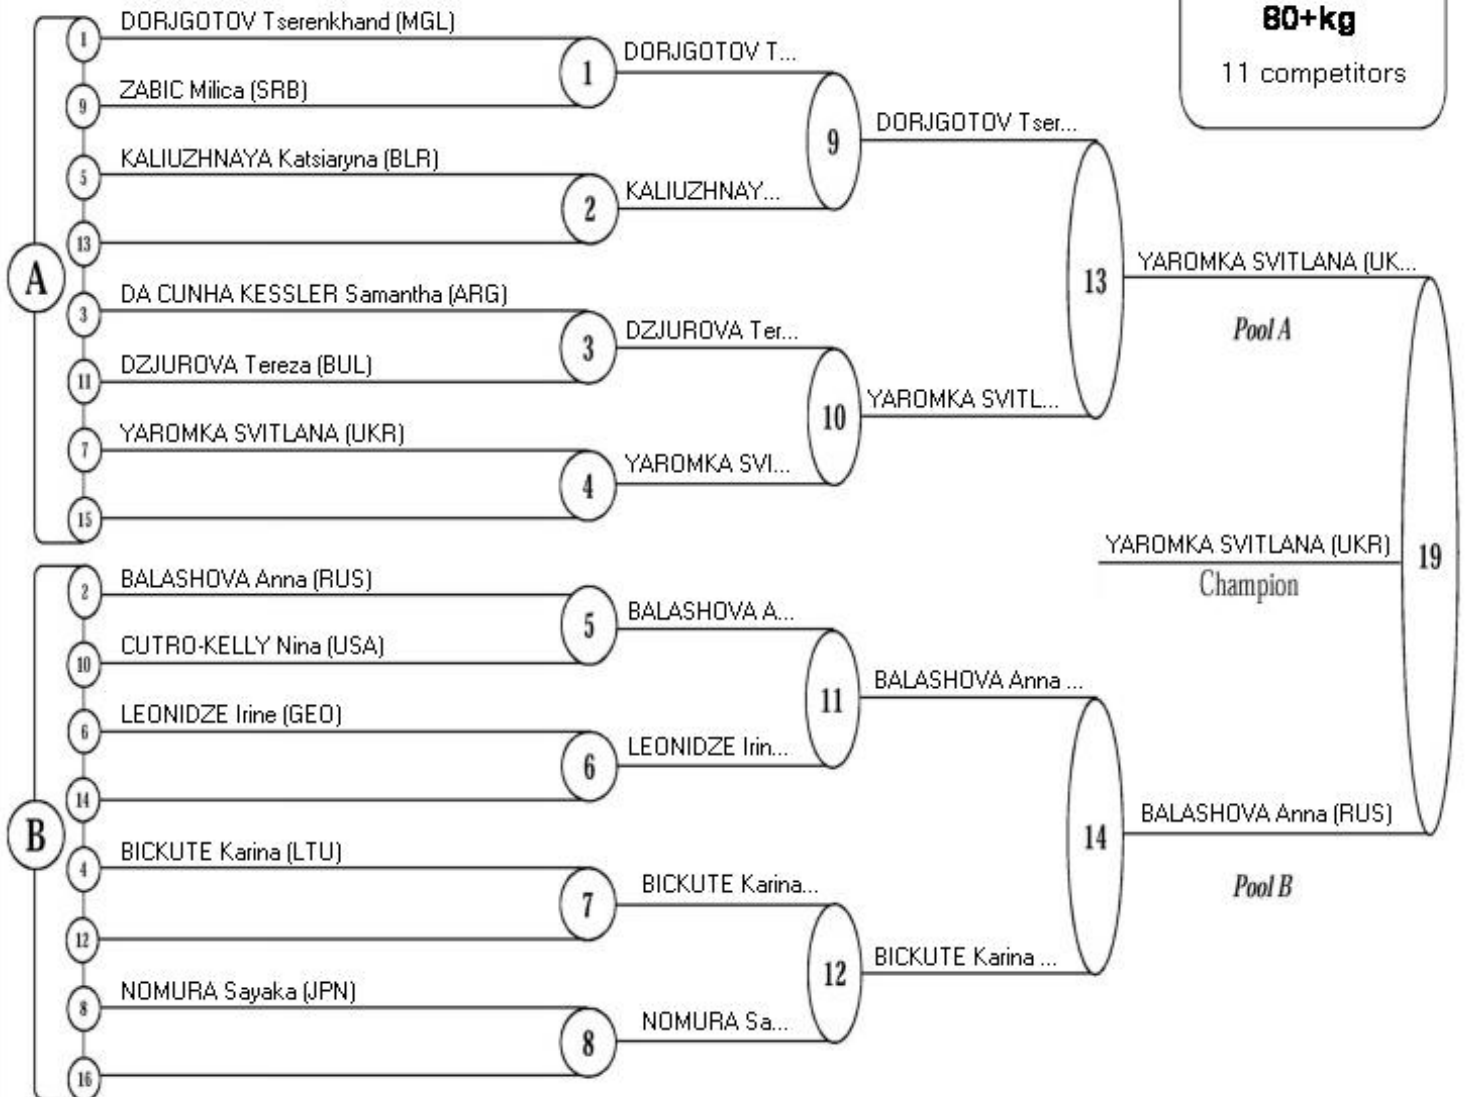 80+kg
11 competitors
A
1
DORJGOTOV Tserenkhand (MGL)
9
ZABIC Milica (SRB)
5
KALIUZHNAYA Katsiaryna (BLR)
13
3
DA CUNHA KESSLER Samantha (ARG)
11
DZJUROVA Tereza (BUL)
7
YAROMKA SVITLANA (UKR)
15
B
2
BALASHOVA Anna (RUS)
10
CUTRO-KELLY Nina (USA)
6
LEONIDZE Irine (GEO)
14
4
BICKUTE Karina (LTU)
12
8
NOMURA Sayaka (JPN)
16
1
DORJGOTOV T...
2
KALIUZHNAY...
3
DZJUROVA Ter...
4
YAROMKA SVI...
5
BALASHOVA A...
6
LEONIDZE Irin...
7
BICKUTE Karina...
8
NOMURA Sa...
9
DORJGOTOV Tser...
10
YAROMKA SVITL...
11
BALASHOVA Anna ...
12
BICKUTE Karina ...
13
YAROMKA SVITLANA (UK...
Pool A
14
BALASHOVA Anna (RUS)
Pool B
19
YAROMKA SVITLANA (UKR)
Champion